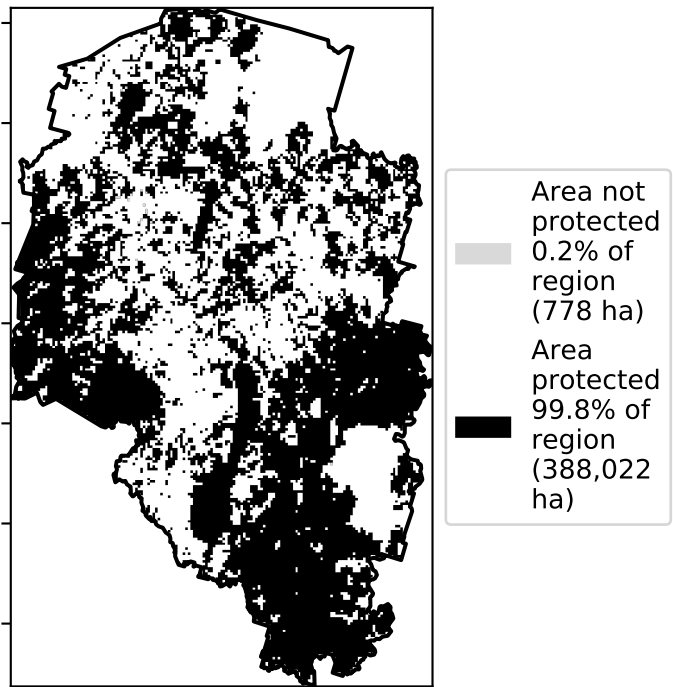 Area not
protected
0.2% of
region
(778 ha)
Area
protected
99.8% of
region
(388,022
ha)